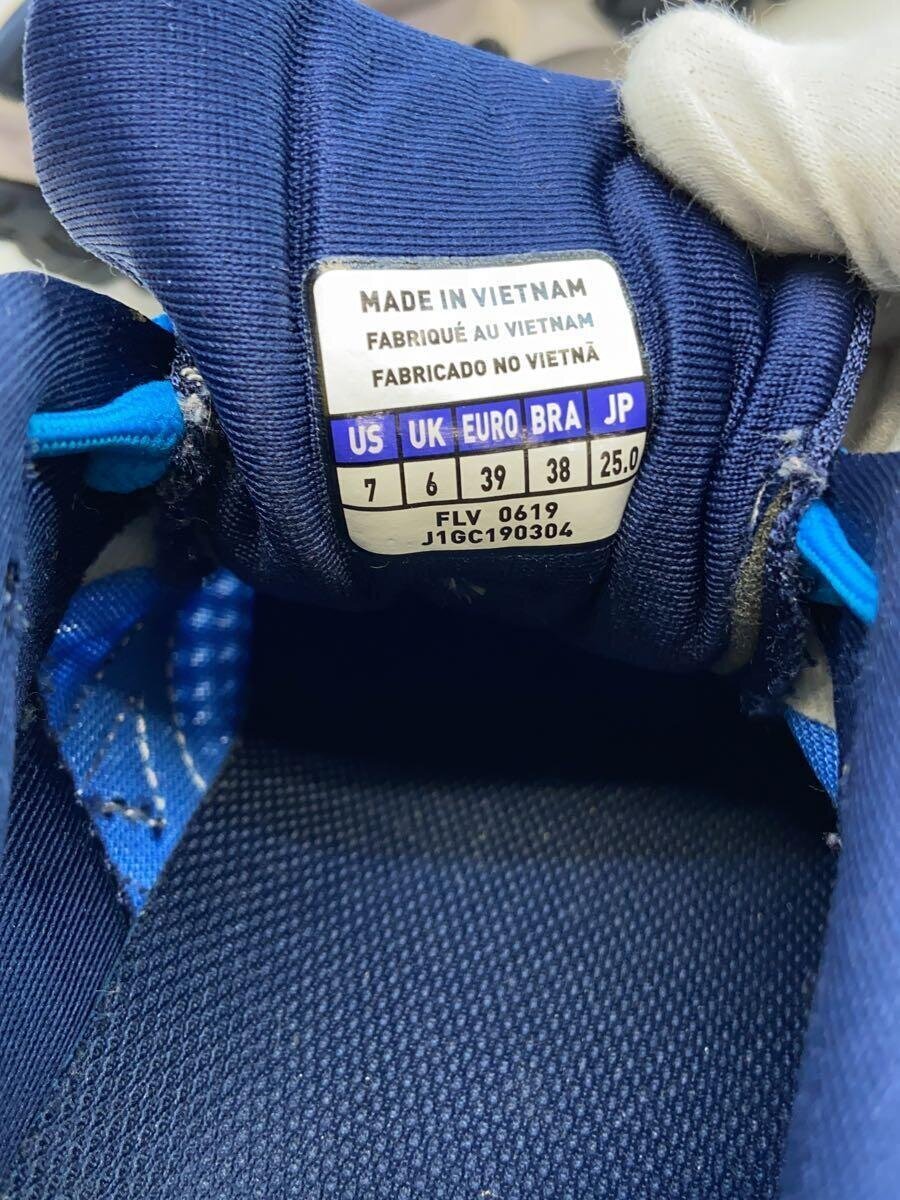 MADE IN VIETNAM
FABRIQUÉ AU VIETNAM
FABRICADO NO VIETNÃ
US UK EURO BRA JP
7 6 39 38 25.0
FLV 0619
J1GC190304